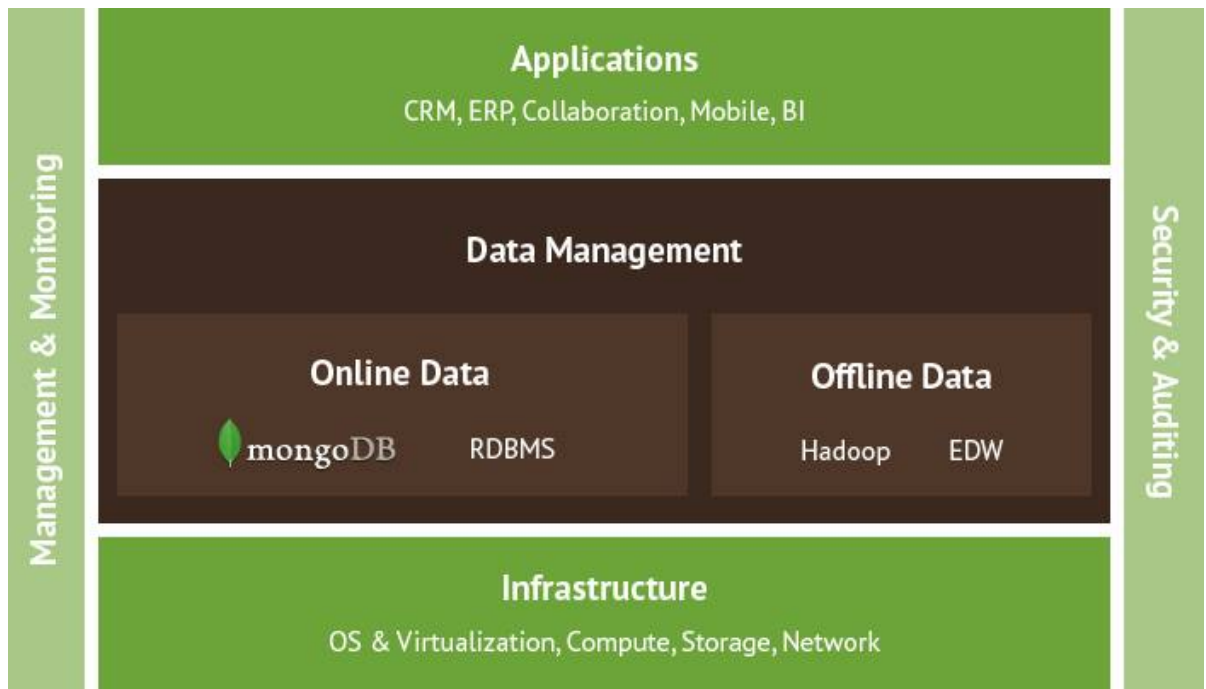 Applications
CRM, ERP, Collaboration, Mobile, BI
Management & Monitoring
Data Management
Online Data
mongoDB
RDBMS
Offline Data
Hadoop
EDW
Security & Auditing
Infrastructure
OS & Virtualization, Compute, Storage, Network